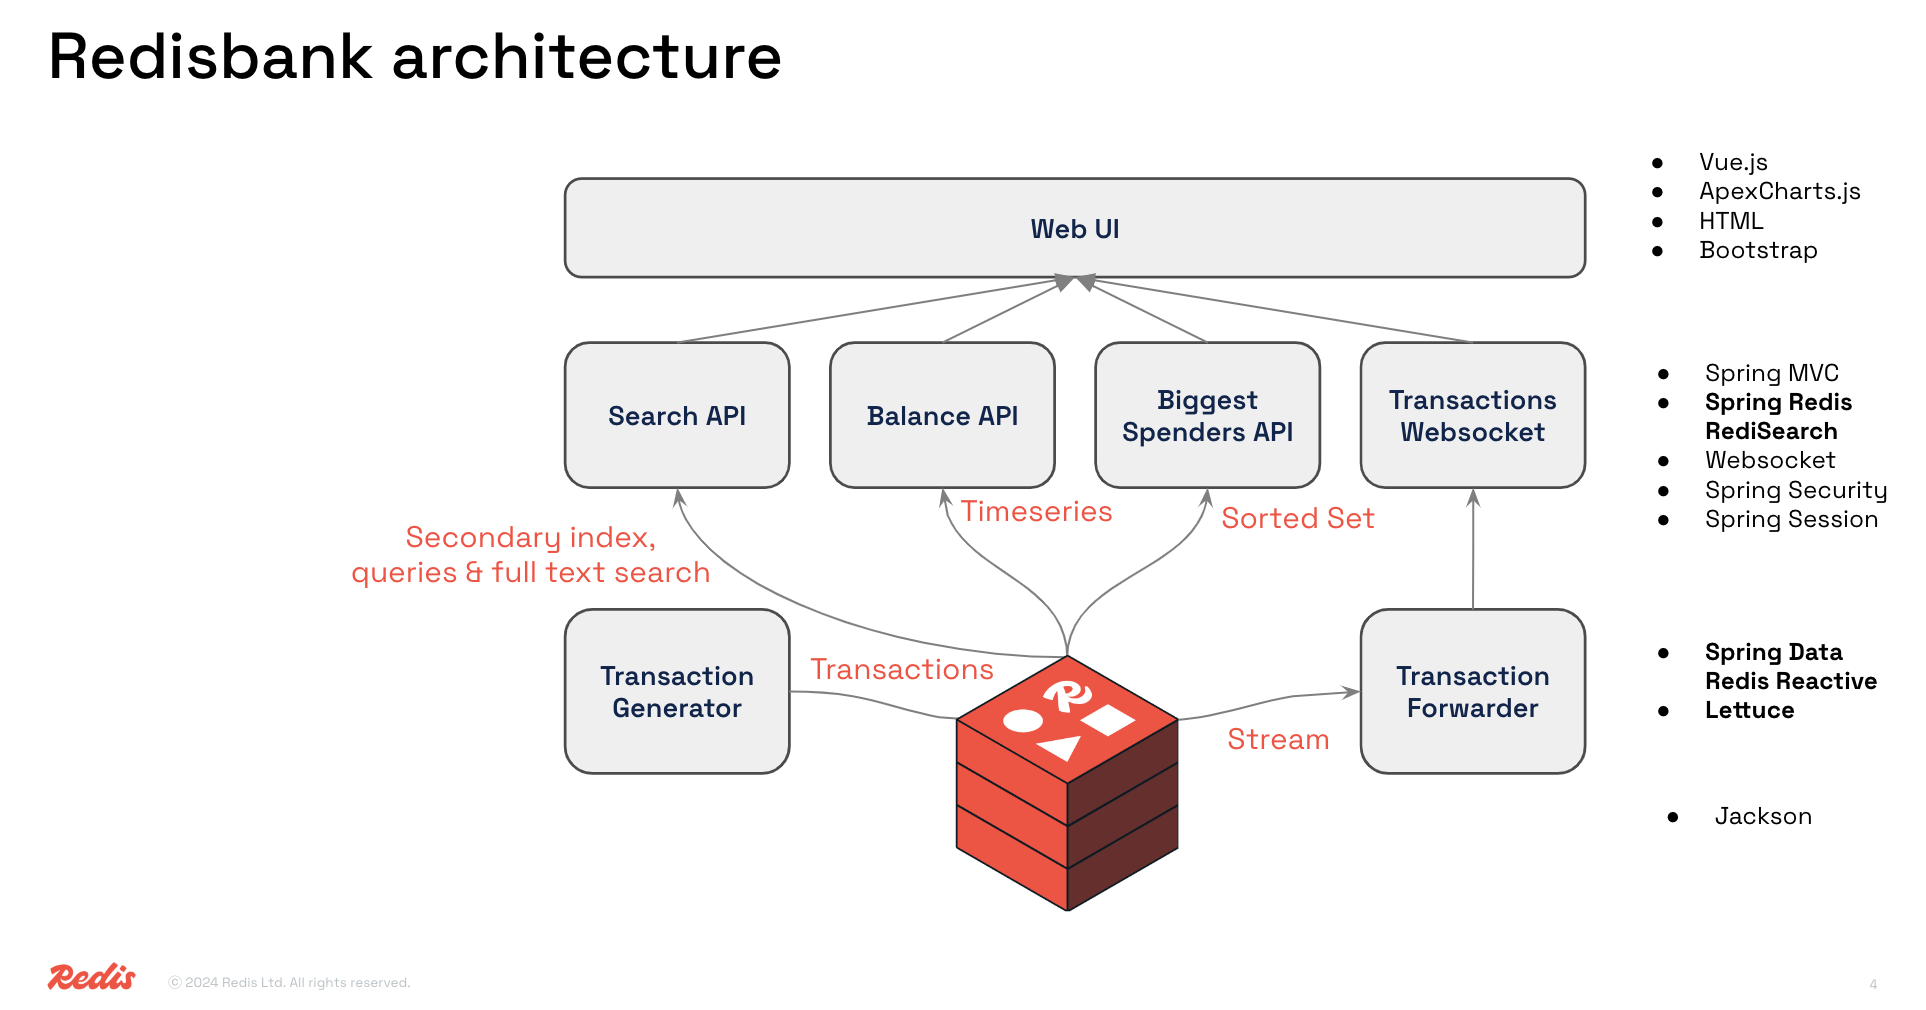 Redisbank architecture
Web UI
Search API
Balance API
Biggest
Spenders API
Transactions
Websocket
Secondary index,
queries & full text search
Timeseries
Sorted Set
Transaction
Generator
Transactions
Stream
Transaction
Forwarder
● Vue.js
● ApexCharts.js
● HTML
● Bootstrap
● Spring MVC
● Spring Redis
RediSearch
● Websocket
● Spring Security
● Spring Session
● Spring Data
Redis Reactive
● Lettuce
● Jackson
Redis
© 2024 Redis Ltd. All rights reserved.
4